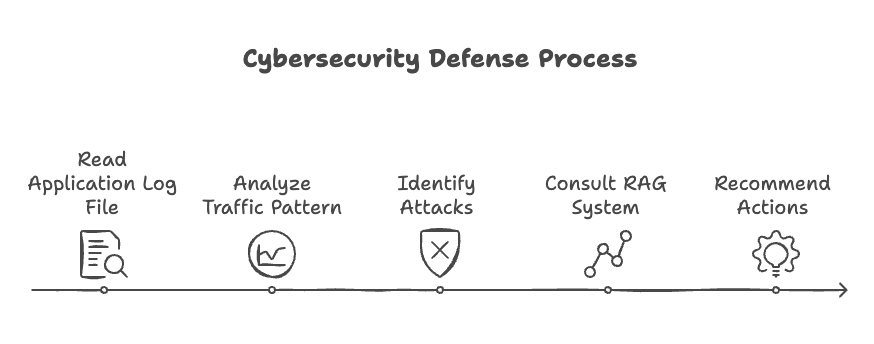 Cybersecurity Defense Process
Read
Application Log
File
Analyze
Traffic Pattern
Identify
Attacks
Consult RAG
System
Recommend
Actions